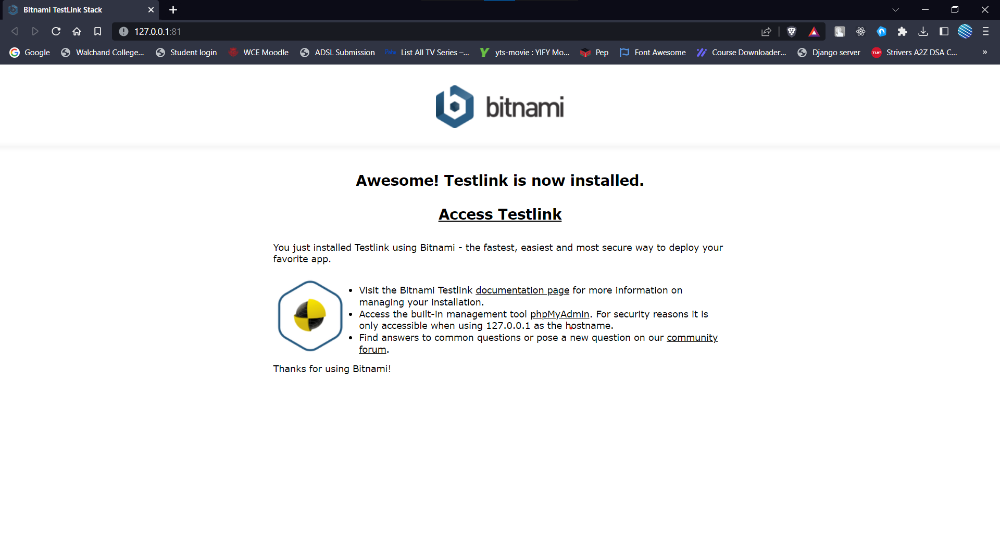 Bitnami TestLink Stack
127.0.0.1:81
Google Walchand College... Student login WCE Moodle ADSL Submission Pahe List All TV Series –... yts-movie : YIFY Mo... Pep Font Awesome Course Downloader... Django server TUF Strivers A2Z DSA C... »
bitnami
Awesome! Testlink is now installed.
Access Testlink
You just installed Testlink using Bitnami - the fastest, easiest and most secure way to deploy your
favorite app.
Visit the Bitnami Testlink documentation page for more information on
managing your installation.
Access the built-in management tool phpMyAdmin. For security reasons it is
only accessible when using 127.0.0.1 as the hostname.
Find answers to common questions or pose a new question on our community
forum.
Thanks for using Bitnami!